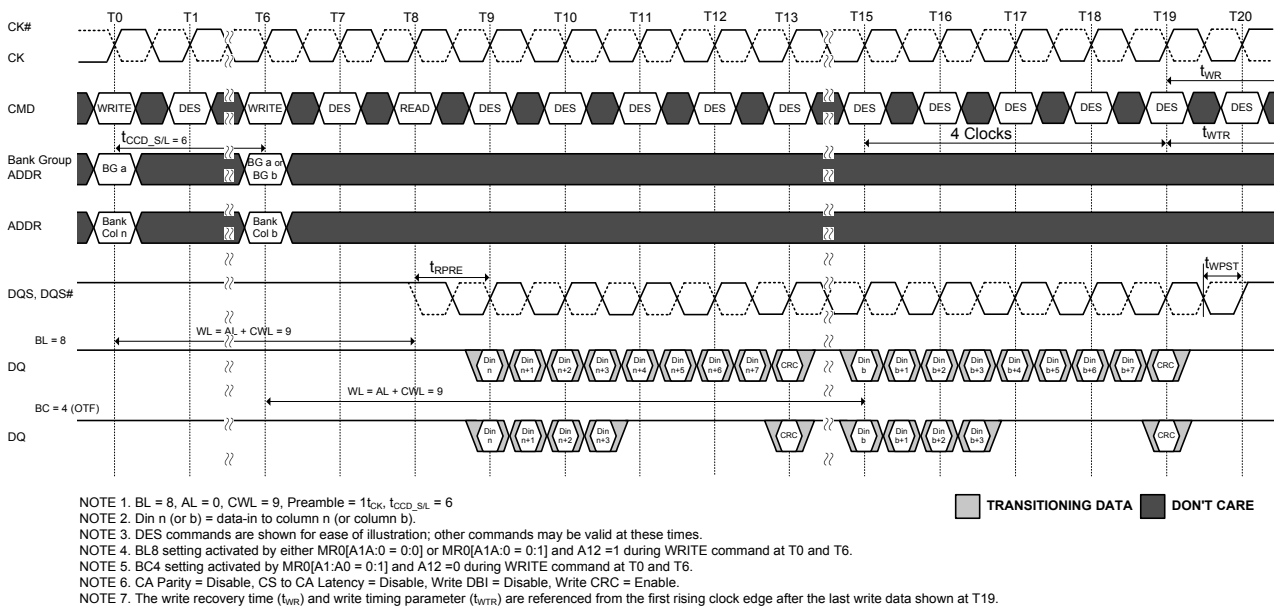 T0 T1 T6 T7 T8 T9 T10 T11 T12 T13 T15 T16 T17 T18 T19 T20
CK#
CK
tWR
CMD WRITE DES WRITE DES READ DES DES DES DES DES DES DES DES DES DES DES
tCCD_S/L = 6
4 Clocks
tWTR
Bank Group
ADDR
BG a
BG a or
BG b
ADDR
Bank
Col n
Bank
Col b
tRPRE
tWPST
DQS, DQS#
WL = AL + CWL = 9
BL = 8
DQ
Din n
Din n+1
Din n+2
Din n+3
Din n+4
Din n+5
Din n+6
Din n+7
CRC
Din b
Din b+1
Din b+2
Din b+3
Din b+4
Din b+5
Din b+6
Din b+7
CRC
WL = AL + CWL = 9
BC = 4 (OTF)
DQ
Din n
Din n+1
Din n+2
Din n+3
CRC
Din b
Din b+1
Din b+2
Din b+3
CRC
NOTE 1. BL = 8, AL = 0, CWL = 9, Preamble = 1tCK, tCCD_S/L = 6
NOTE 2. Din n (or b) = data-in to column n (or column b).
NOTE 3. DES commands are shown for ease of illustration; other commands may be valid at these times.
NOTE 4. BL8 setting activated by either MR0[A1A:0 = 0:0] or MR0[A1A:0 = 0:1] and A12 =1 during WRITE command at T0 and T6.
NOTE 5. BC4 setting activated by MR0[A1:A0 = 0:1] and A12 =0 during WRITE command at T0 and T6.
NOTE 6. CA Parity = Disable, CS to CA Latency = Disable, Write DBI = Disable, Write CRC = Enable.
NOTE 7. The write recovery time (tWR) and write timing parameter (tWTR) are referenced from the first rising clock edge after the last write data shown at T19.
TRANSITIONING DATA
DON'T CARE